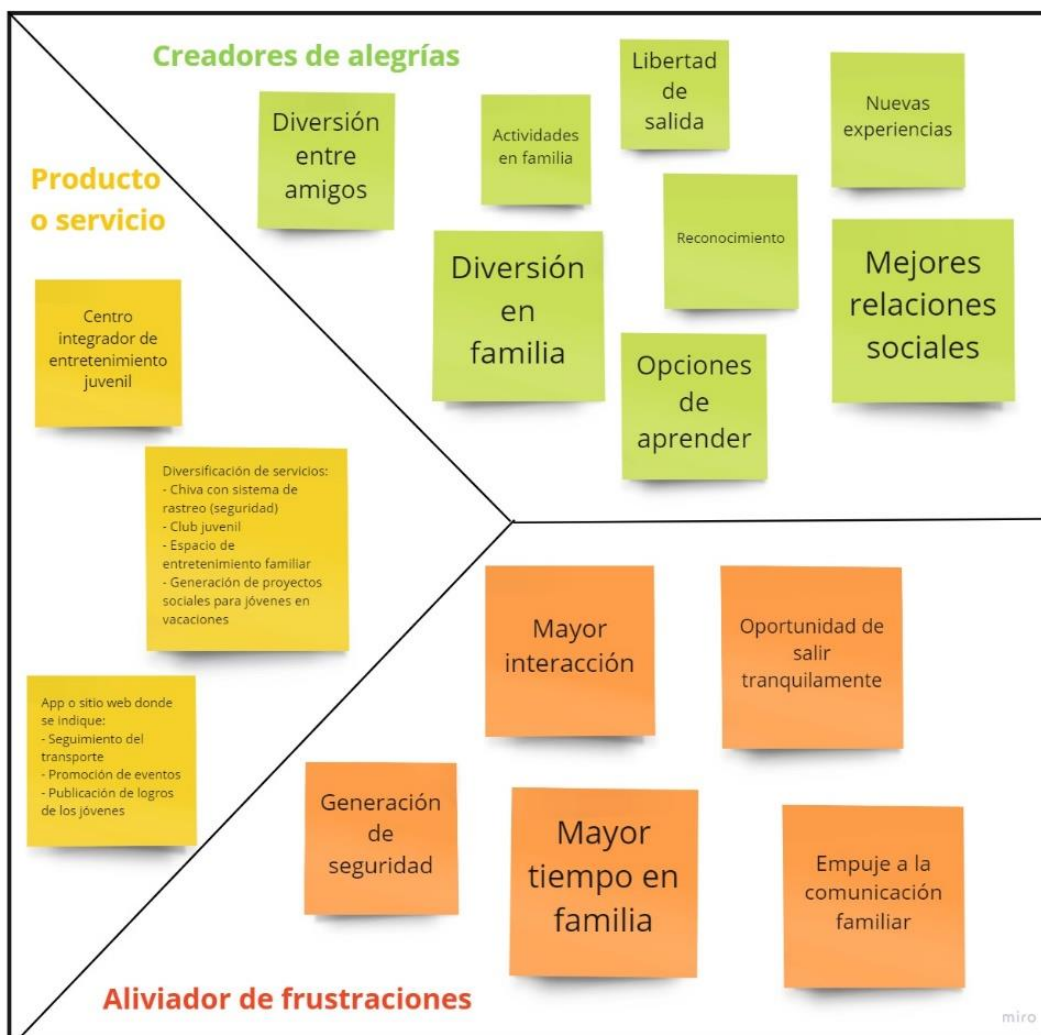 Creadores de alegrías
Diversión
entre
amigos
Actividades
en familia
Libertad
de
salida
Nuevas
experiencias
Diversión
en
familia
Reconocimiento
Mejores
relaciones
sociales
Opciones
de
aprender
Producto
o servicio
Centro
integrador de
entretenimiento
juvenil
Diversificación de servicios:
- Chiva con sistema de
rastreo (seguridad)
- Club juvenil
- Espacio de
entretenimiento familiar
- Generación de proyectos
sociales para jóvenes en
vacaciones
App o sitio web donde
se indique:
- Seguimiento del
transporte
- Promoción de eventos
- Publicación de logros
de los jóvenes
Mayor
interacción
Oportunidad de
salir
tranquilamente
Generación
de
seguridad
Mayor
tiempo en
familia
Empuje a la
comunicación
familiar
Aliviador de frustraciones
miro